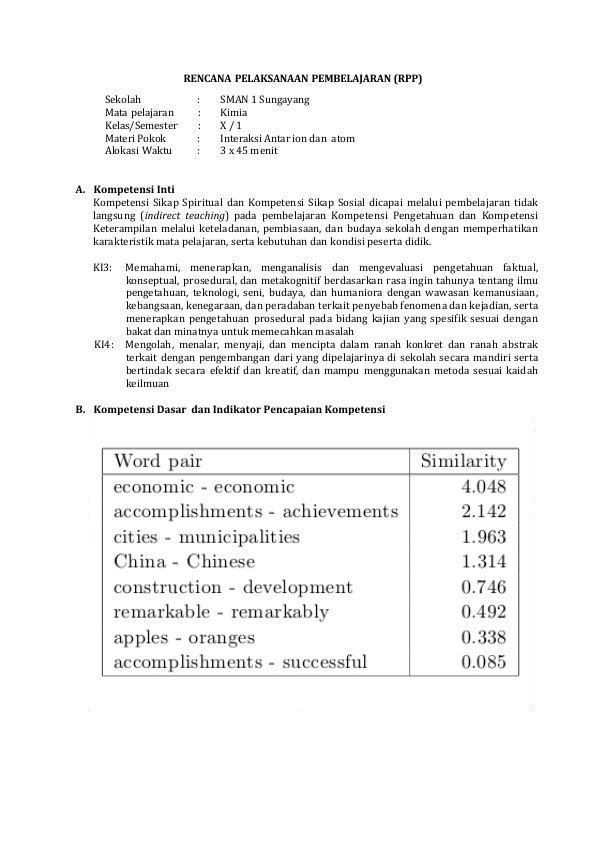 RENCANA PELAKSANAAN PEMBELAJARAN (RPP)
Sekolah : SMAN 1 Sungayang
Mata pelajaran : Kimia
Kelas/Semester : X / 1
Materi Pokok : Interaksi Antar ion dan atom
Alokasi Waktu : 3 x 45 menit
A. Kompetensi Inti
Kompetensi Sikap Spiritual dan Kompetensi Sikap Sosial dicapai melalui pembelajaran tidak
langsung (indirect teaching) pada pembelajaran Kompetensi Pengetahuan dan Kompetensi
Keterampilan melalui keteladanan, pembiasaan, dan budaya sekolah dengan memperhatikan
karakteristik mata pelajaran, serta kebutuhan dan kondisi peserta didik.
KI3: Memahami, menerapkan, menganalisis dan mengevaluasi pengetahuan faktual,
konseptual, prosedural, dan metakognitif berdasarkan rasa ingin tahunya tentang ilmu
pengetahuan, teknologi, seni, budaya, dan humaniora dengan wawasan kemanusiaan,
kebangsaan, kenegaraan, dan peradaban terkait penyebab fenomena dan kejadian, serta
menerapkan pengetahuan prosedural pada bidang kajian yang spesifik sesuai dengan
bakat dan minatnya untuk memecahkan masalah
KI4: Mengolah, menalar, menyaji, dan mencipta dalam ranah konkret dan ranah abstrak
terkait dengan pengembangan dari yang dipelajarinya di sekolah secara mandiri serta
bertindak secara efektif dan kreatif, dan mampu menggunakan metoda sesuai kaidah
keilmuan
B. Kompetensi Dasar dan Indikator Pencapaian Kompetensi
Word pair Similarity
economic - economic 4.048
accomplishments - achievements 2.142
cities - municipalities 1.963
China - Chinese 1.314
construction - development 0.746
remarkable - remarkably 0.492
apples - oranges 0.338
accomplishments - successful 0.085